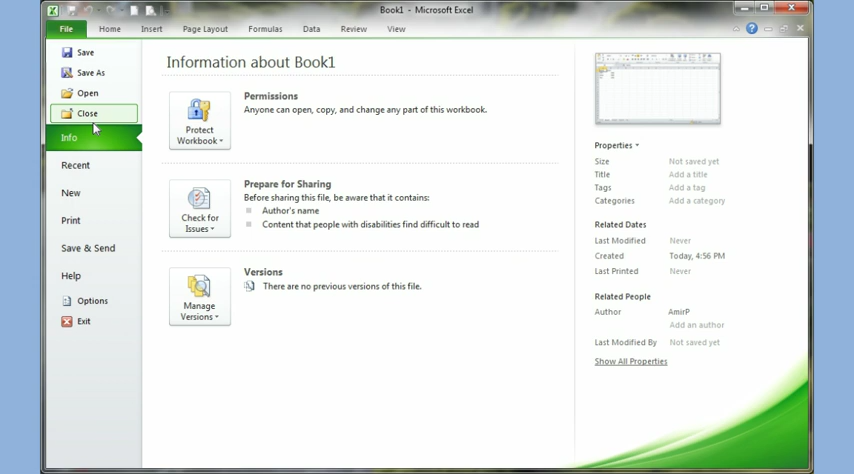 Book1 - Microsoft Excel
File Home Insert Page Layout Formulas Data Review View
Save
Save As
Open
Close
Info
Recent
New
Print
Save & Send
Help
Options
Exit
Information about Book1
Protect
Workbook
Permissions
Anyone can open, copy, and change any part of this workbook.
Check for
Issues
Prepare for Sharing
Before sharing this file, be aware that it contains:
Author's name
Content that people with disabilities find difficult to read
Manage
Versions
Versions
There are no previous versions of this file.
Properties
Size Not saved yet
Title Add a title
Tags Add a tag
Categories Add a category
Related Dates
Last Modified Never
Created Today, 4:56 PM
Last Printed Never
Related People
Author AmirP
Add an author
Last Modified By Not saved yet
Show All Properties